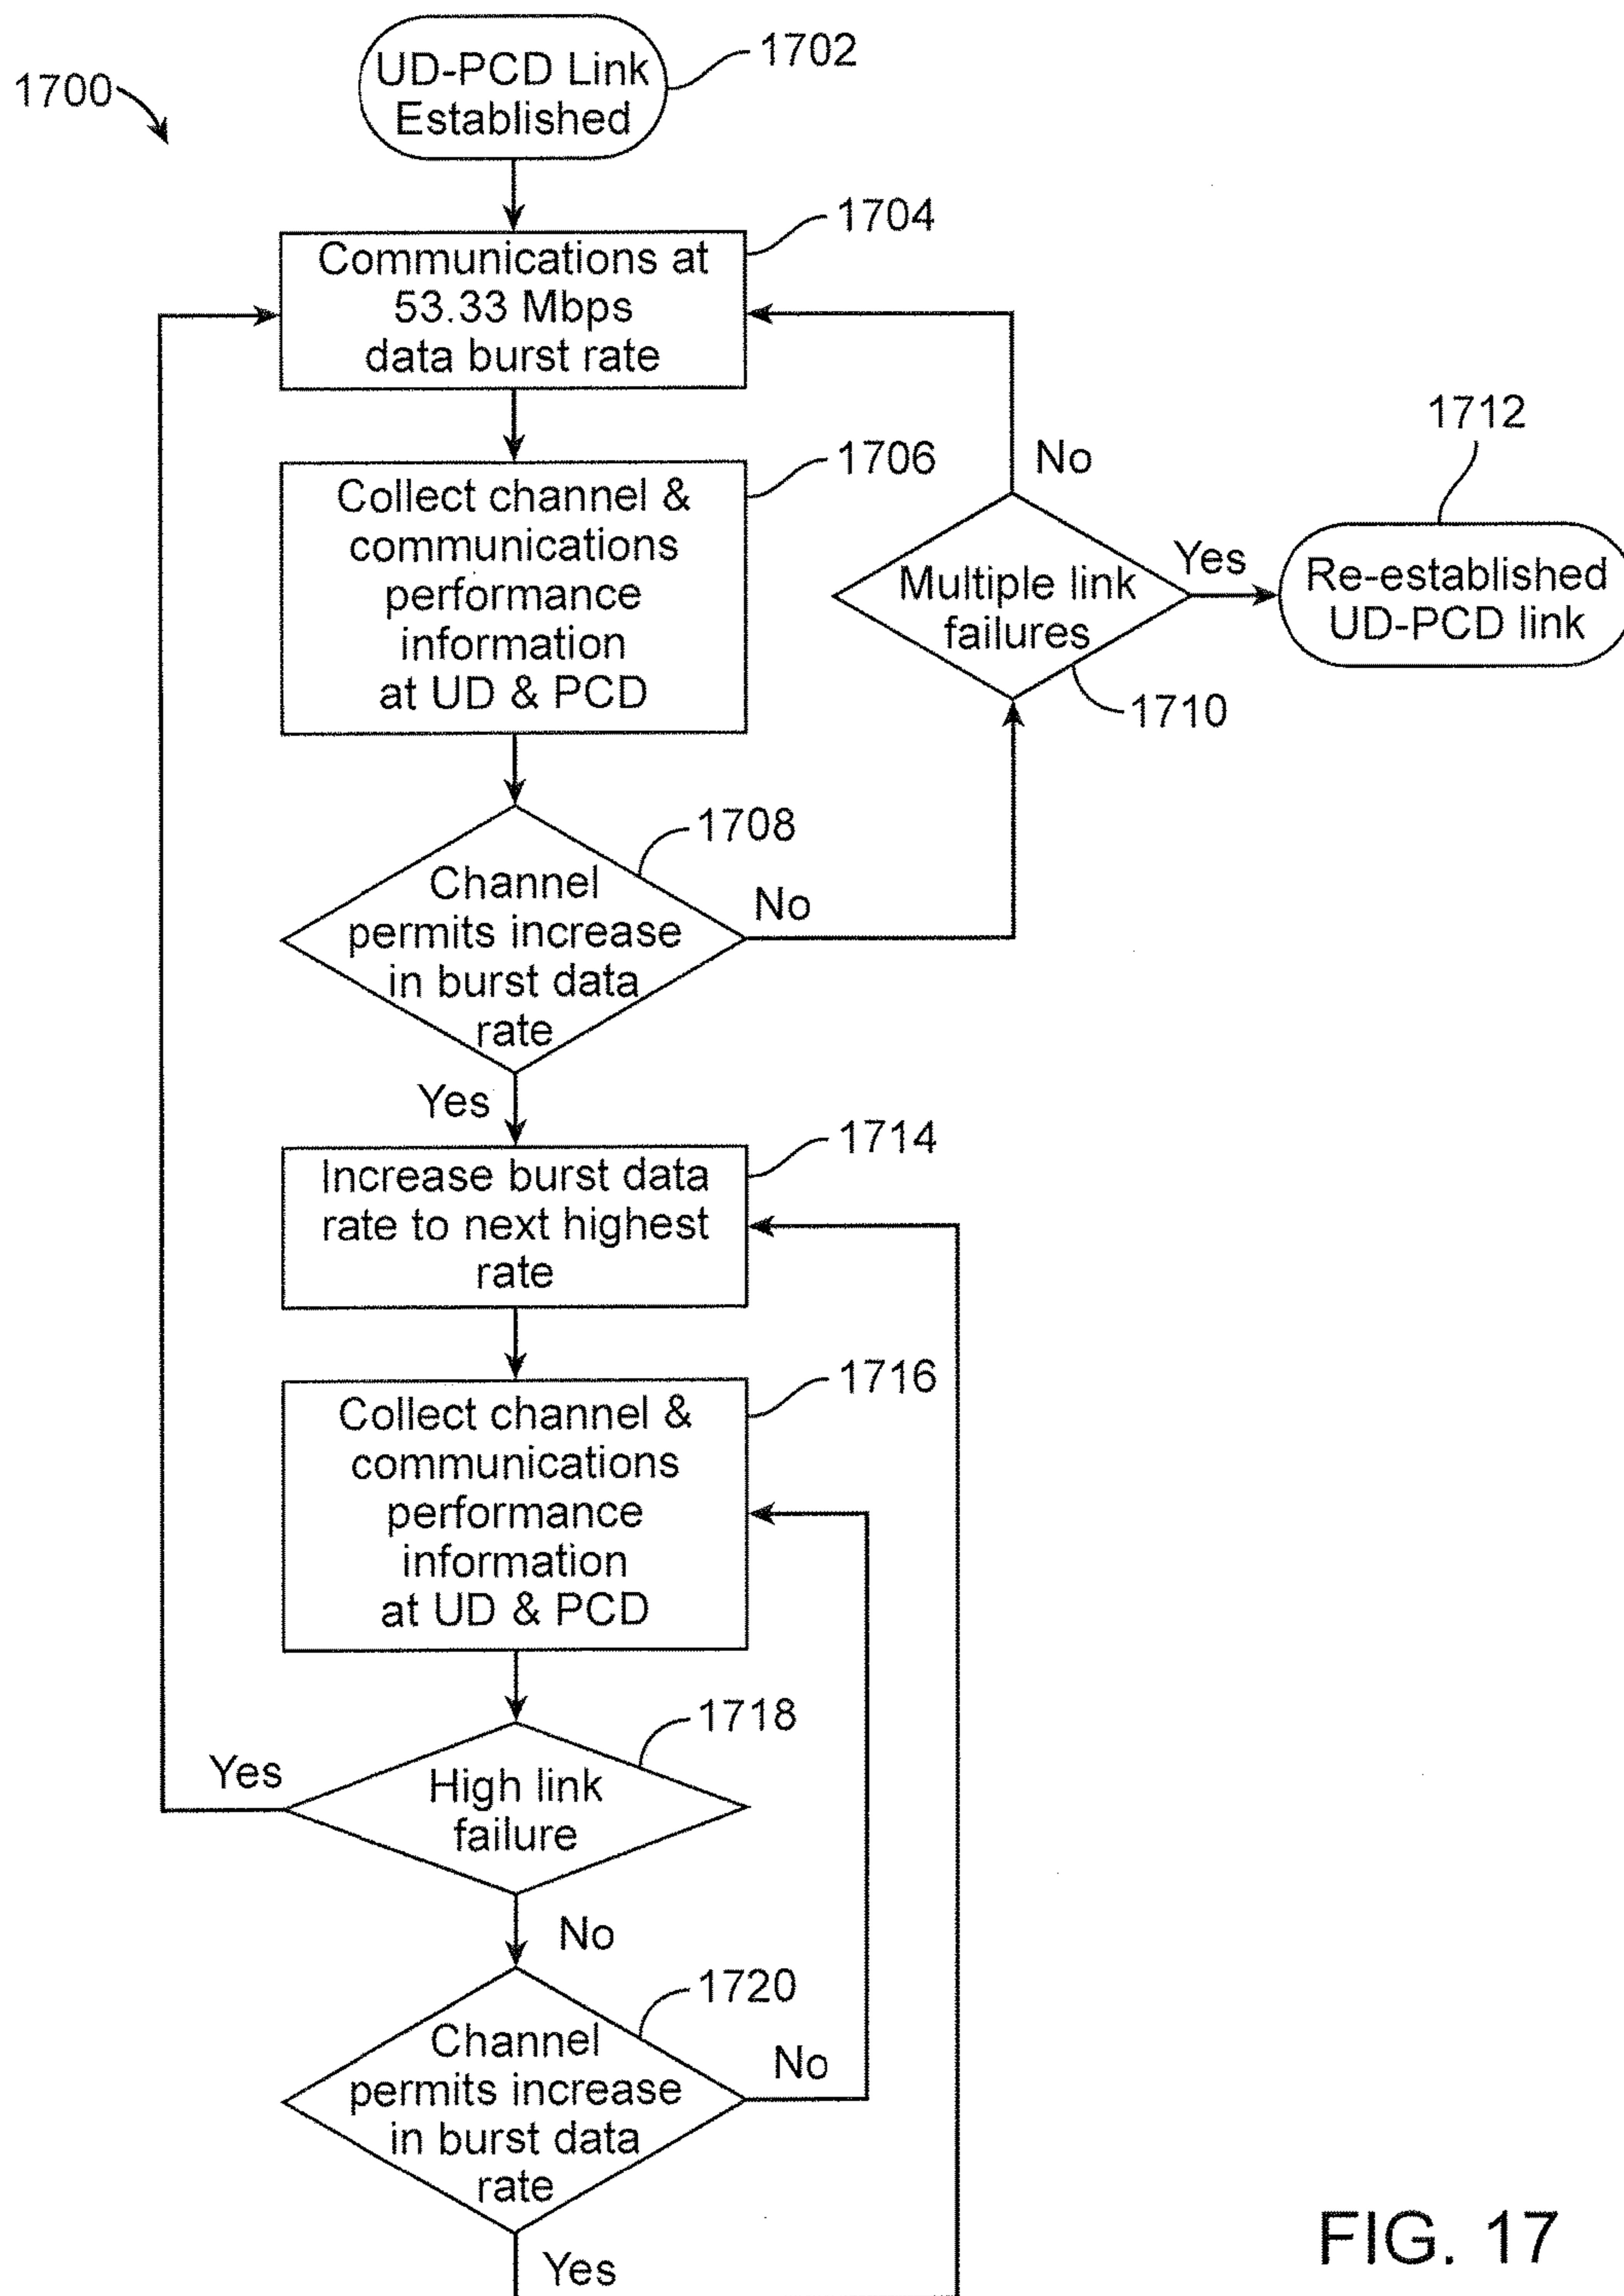 1700
UD-PCD Link
Established
1702
Communications at
53.33 Mbps
data burst rate
1704
Collect channel &
communications
performance
information
at UD & PCD
1706
No
Multiple link
failures
1710
Yes
1712
Re-established
UD-PCD link
Channel
permits increase
in burst data
rate
1708
No
Yes
Increase burst data
rate to next highest
rate
1714
Collect channel &
communications
performance
information
at UD & PCD
1716
High link
failure
1718
Yes
No
Channel
permits increase
in burst data
rate
1720
No
Yes
FIG. 17